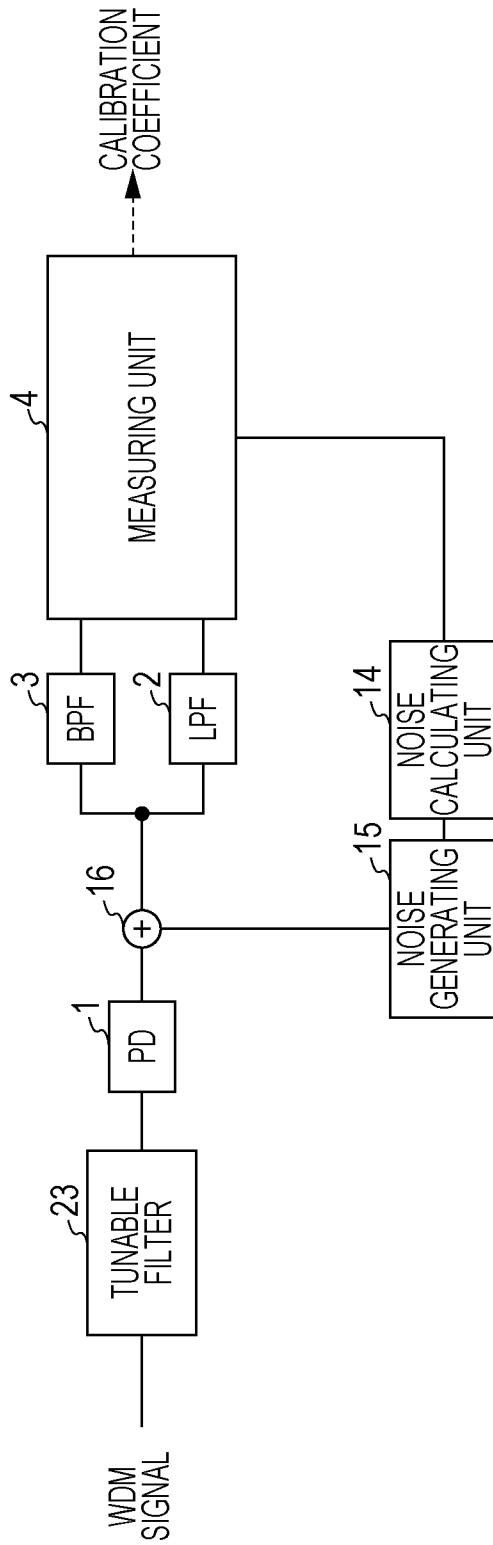 WDM
SIGNAL
23
TUNABLE
FILTER
1
PD
16
+
3
BPF
2
LPF
4
MEASURING UNIT
CALIBRATION
COEFFICIENT
15
NOISE
GENERATING
UNIT
14
NOISE
CALCULATING
UNIT